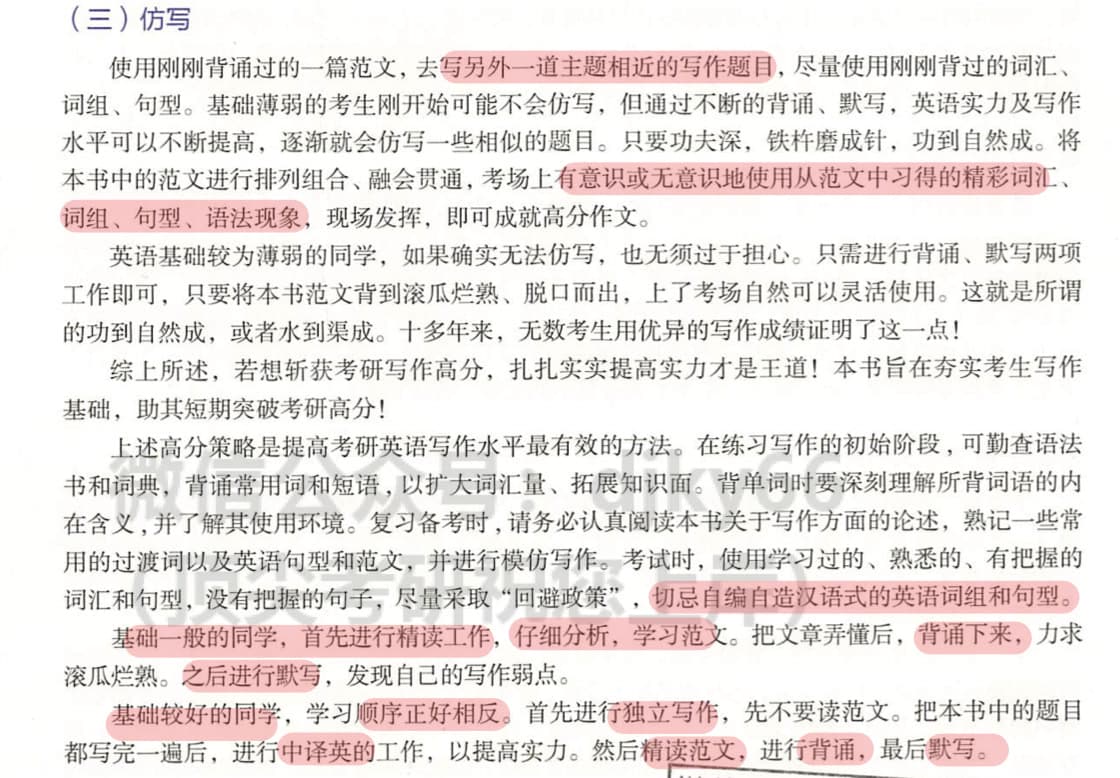 （三）仿写
使用刚刚背诵过的一篇范文，去写另外一道主题相近的写作题目，尽量使用刚刚背过的词汇、
词组、句型。基础薄弱的考生刚开始可能不会仿写，但通过不断的背诵、默写，英语实力及写作
水平可以不断提高，逐渐就会仿写一些相似的题目。只要功夫深，铁杵磨成针，功到自然成。将
本书中的范文进行排列组合、融会贯通，考场上有意识或无意识地使用从范文中习得的精彩词汇、
词组、句型、语法现象，现场发挥，即可成就高分作文。
英语基础较为薄弱的同学，如果确实无法仿写，也无须过于担心。只需进行背诵、默写两项
工作即可，只要将本书范文背到滚瓜烂熟、脱口而出，上了考场自然可以灵活使用。这就是所谓
的功到自然成，或者水到渠成。十多年来，无数考生用优异的写作成绩证明了这一点！
综上所述，若想斩获考研写作高分，扎扎实实提高实力才是王道！本书旨在夯实考生写作
基础，助其短期突破考研高分！
上述高分策略是提高考研英语写作水平最有效的方法。在练习写作的初始阶段，可勤查语法
书和词典，背诵常用词和短语，以扩大词汇量、拓展知识面。背单词时要深刻理解所背词语的内
在含义，并了解其使用环境。复习备考时，请务必认真阅读本书关于写作方面的论述，熟记一些常
用的过渡词以及英语句型和范文，并进行模仿写作。考试时，使用学习过的、熟悉的、有把握的
词汇和句型，没有把握的句子，尽量采取“回避政策”，切忌自编自造汉语式的英语词组和句型。
基础一般的同学，首先进行精读工作，仔细分析，学习范文。把文章弄懂后，背诵下来，力求
滚瓜烂熟。之后进行默写，发现自己的写作弱点。
基础较好的同学，学习顺序正好相反。首先进行独立写作，先不要读范文。把本书中的题目
都写完一遍后，进行中译英的工作，以提高实力。然后精读范文，进行背诵，最后默写。
微信公众号：djky66
（顶尖考研祝您上岸）